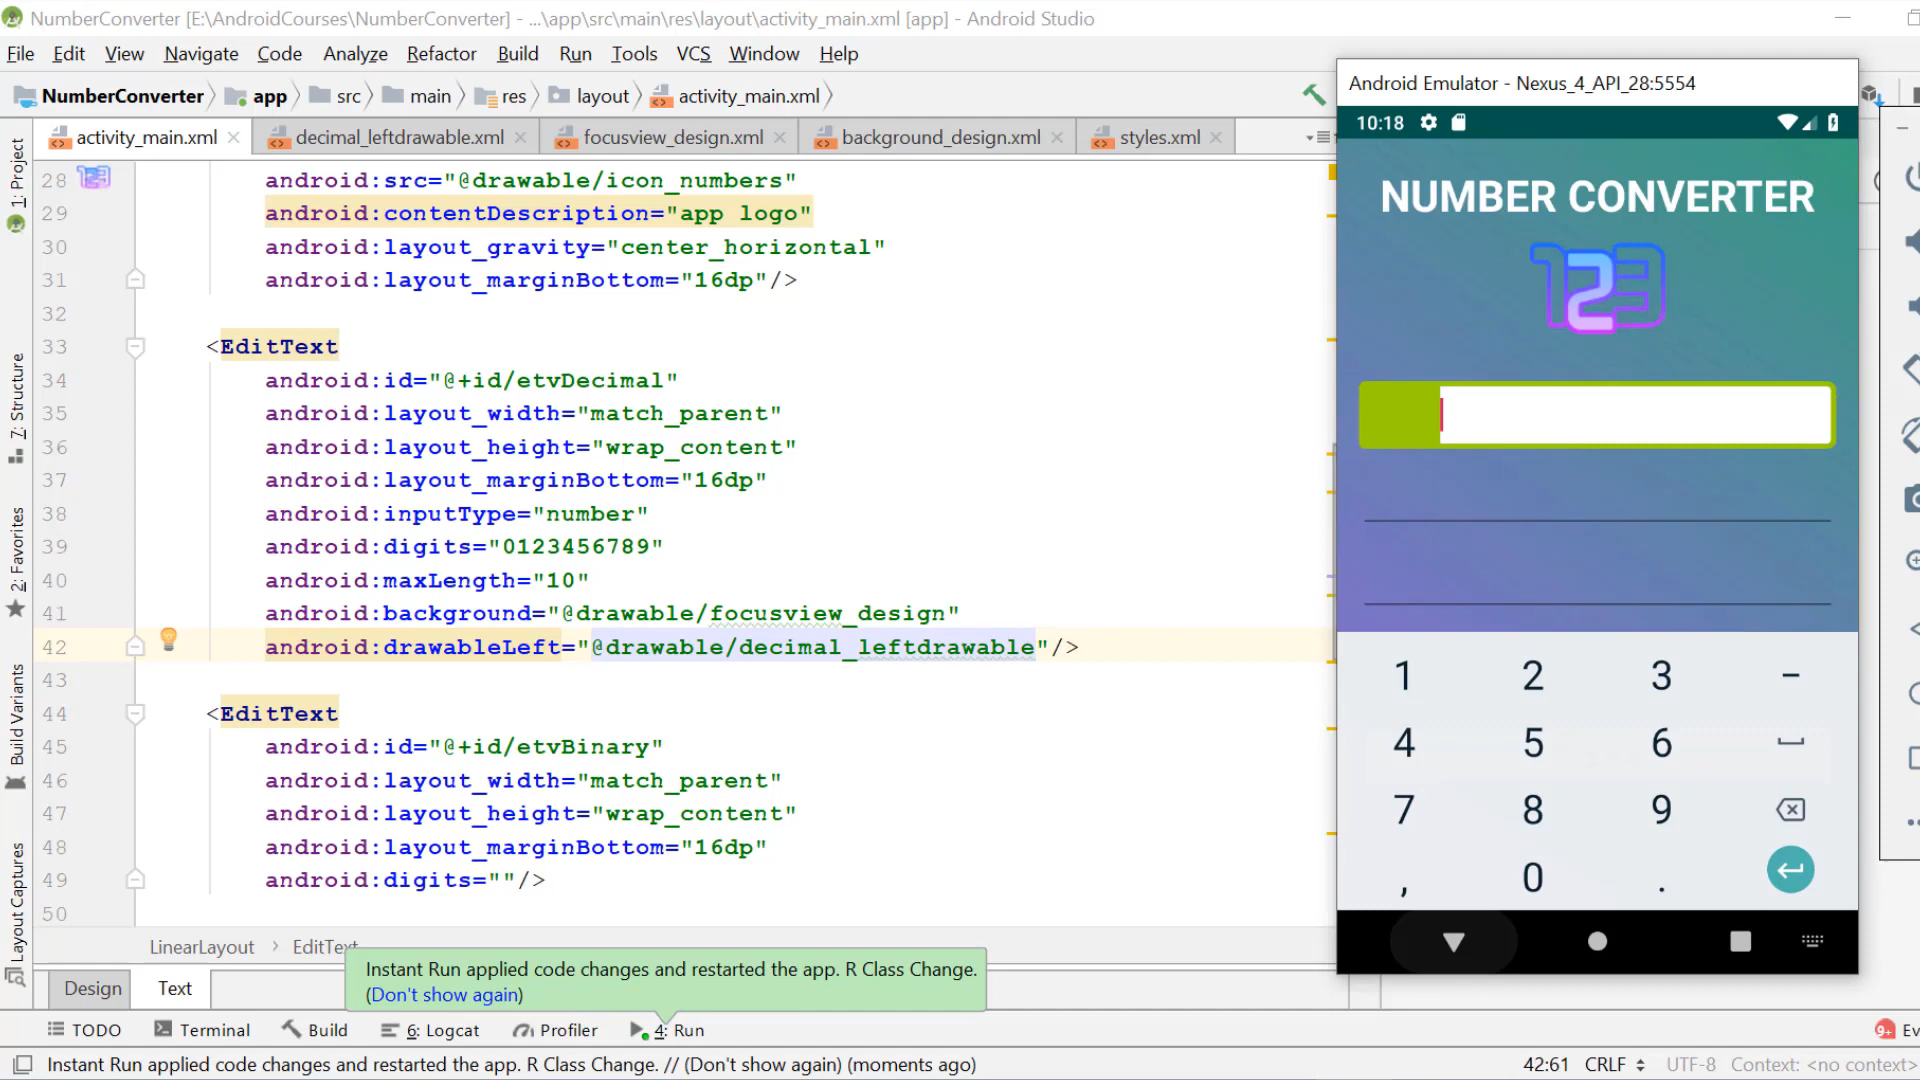 NumberConverter [E:\AndroidCourses\NumberConverter] - ...\app\src\main\res\layout\activity_main.xml [app] - Android Studio
File Edit View Navigate Code Analyze Refactor Build Run Tools VCS Window Help
NumberConverter app src main res layout activity_main.xml
activity_main.xml decimal_leftdrawable.xml focusview_design.xml background_design.xml styles.xml
1: Project
7: Structure
2: Favorites
Build Variants
Layout Captures
28 android:src="@drawable/icon_numbers"
29 android:contentDescription="app logo"
30 android:layout_gravity="center_horizontal"
31 android:layout_marginBottom="16dp"/>
32
33 <EditText
34 android:id="@+id/etvDecimal"
35 android:layout_width="match_parent"
36 android:layout_height="wrap_content"
37 android:layout_marginBottom="16dp"
38 android:inputType="number"
39 android:digits="0123456789"
40 android:maxLength="10"
41 android:background="@drawable/focusview_design"
42 android:drawableLeft="@drawable/decimal_leftdrawable"/>
43
44 <EditText
45 android:id="@+id/etvBinary"
46 android:layout_width="match_parent"
47 android:layout_height="wrap_content"
48 android:layout_marginBottom="16dp"
49 android:digits=""/>
50
LinearLayout EditText
Instant Run applied code changes and restarted the app. R Class Change.
(Don't show again)
Design Text
TODO Terminal Build 6: Logcat Profiler 4: Run
9+ Ev
Instant Run applied code changes and restarted the app. R Class Change. // (Don't show again) (moments ago)
42:61 CRLF UTF-8 Context: <no context>
Android Emulator - Nexus_4_API_28:5554
10:18
NUMBER CONVERTER
123
1 2 3 -
4 5 6
7 8 9
, 0 .